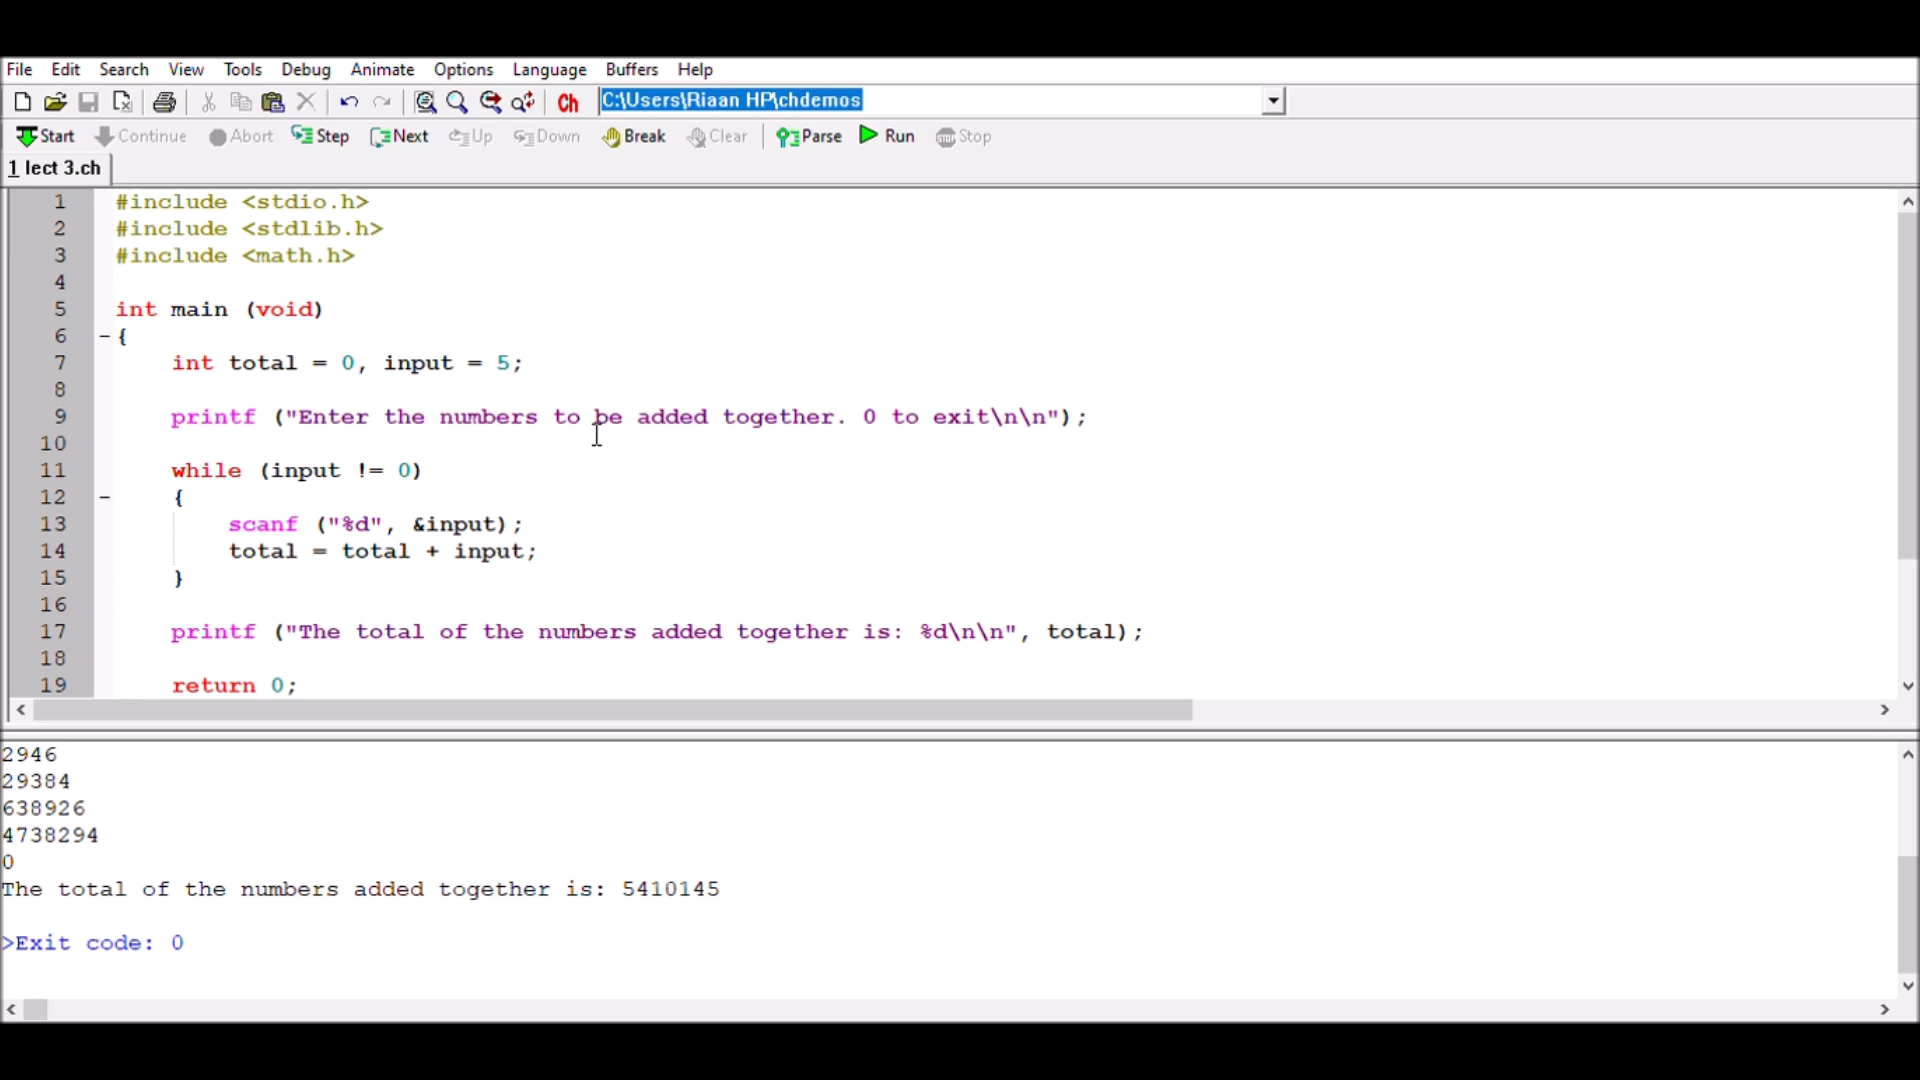 File Edit Search View Tools Debug Animate Options Language Buffers Help
Ch C:\Users\Riaan HP\chdemos
Start Continue Abort Step Next Up Down Break Clear Parse Run Stop
1 lect 3.ch
1 #include <stdio.h>
2 #include <stdlib.h>
3 #include <math.h>
4
5 int main (void)
6 {
7 int total = 0, input = 5;
8
9 printf ("Enter the numbers to be added together. 0 to exit\n\n");
10
11 while (input != 0)
12 {
13 scanf ("%d", &input);
14 total = total + input;
15 }
16
17 printf ("The total of the numbers added together is: %d\n\n", total);
18
19 return 0;
2946
29384
638926
4738294
0
The total of the numbers added together is: 5410145
>Exit code: 0